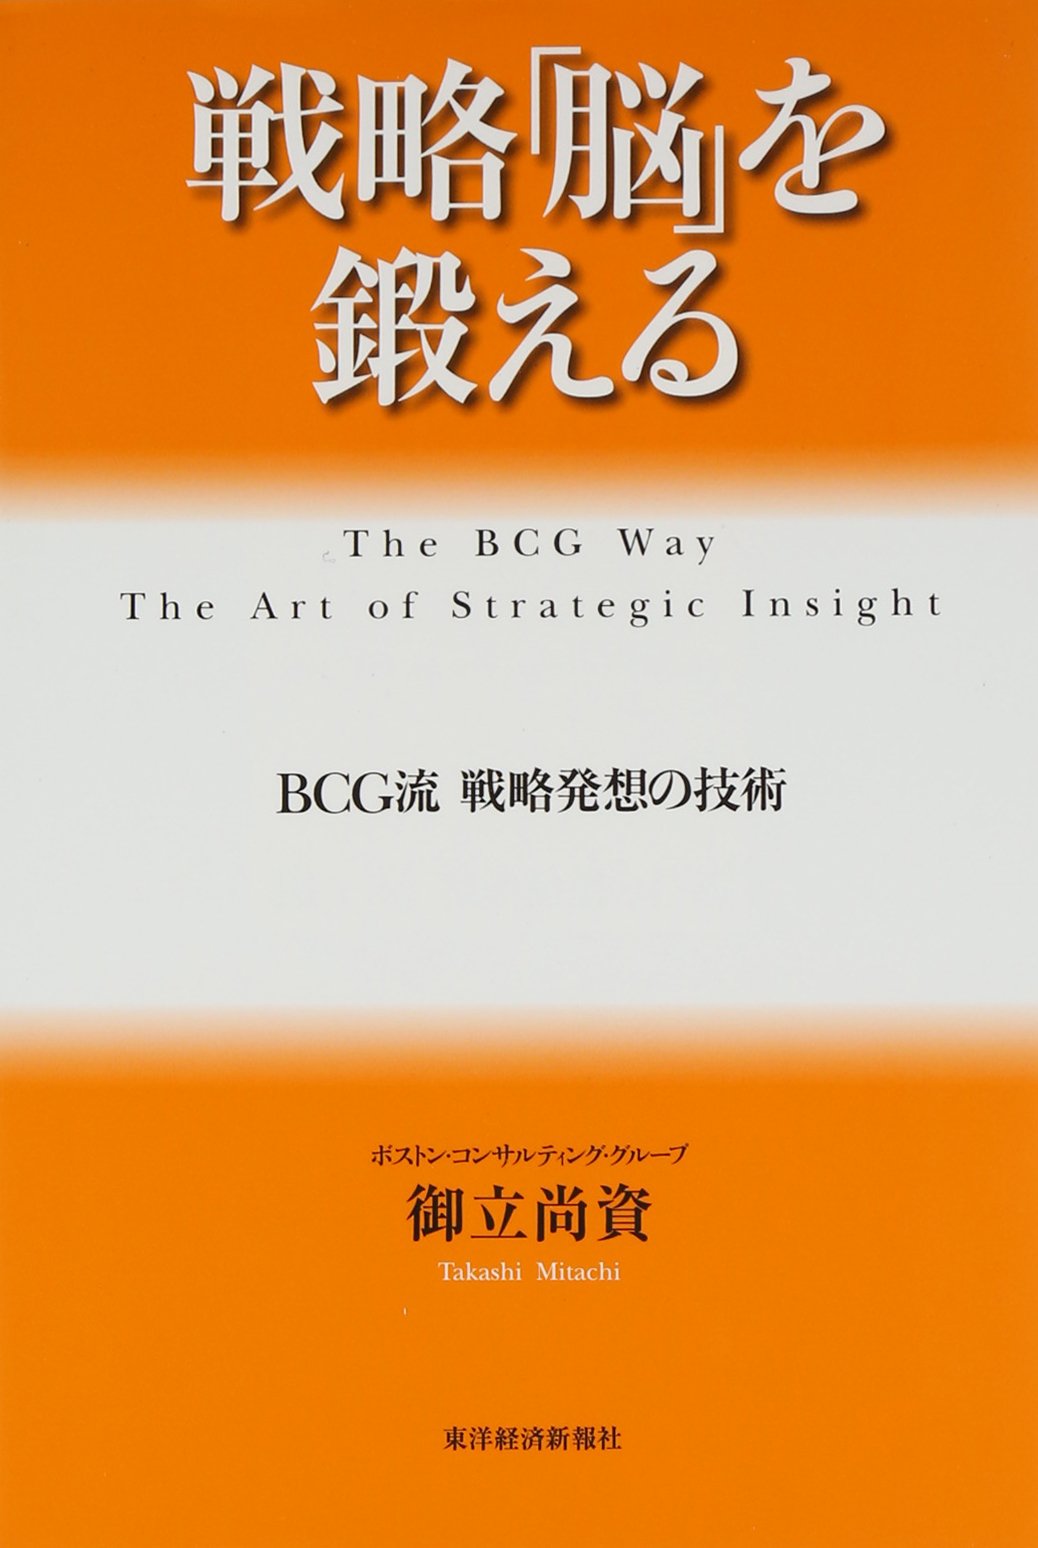 戦略「脳」を
鍛える
The BCG Way
The Art of Strategic Insight
BCG流 戦略発想の技術
ボストン・コンサルティング・グループ
御立尚資
Takashi Mitachi
東洋経済新報社